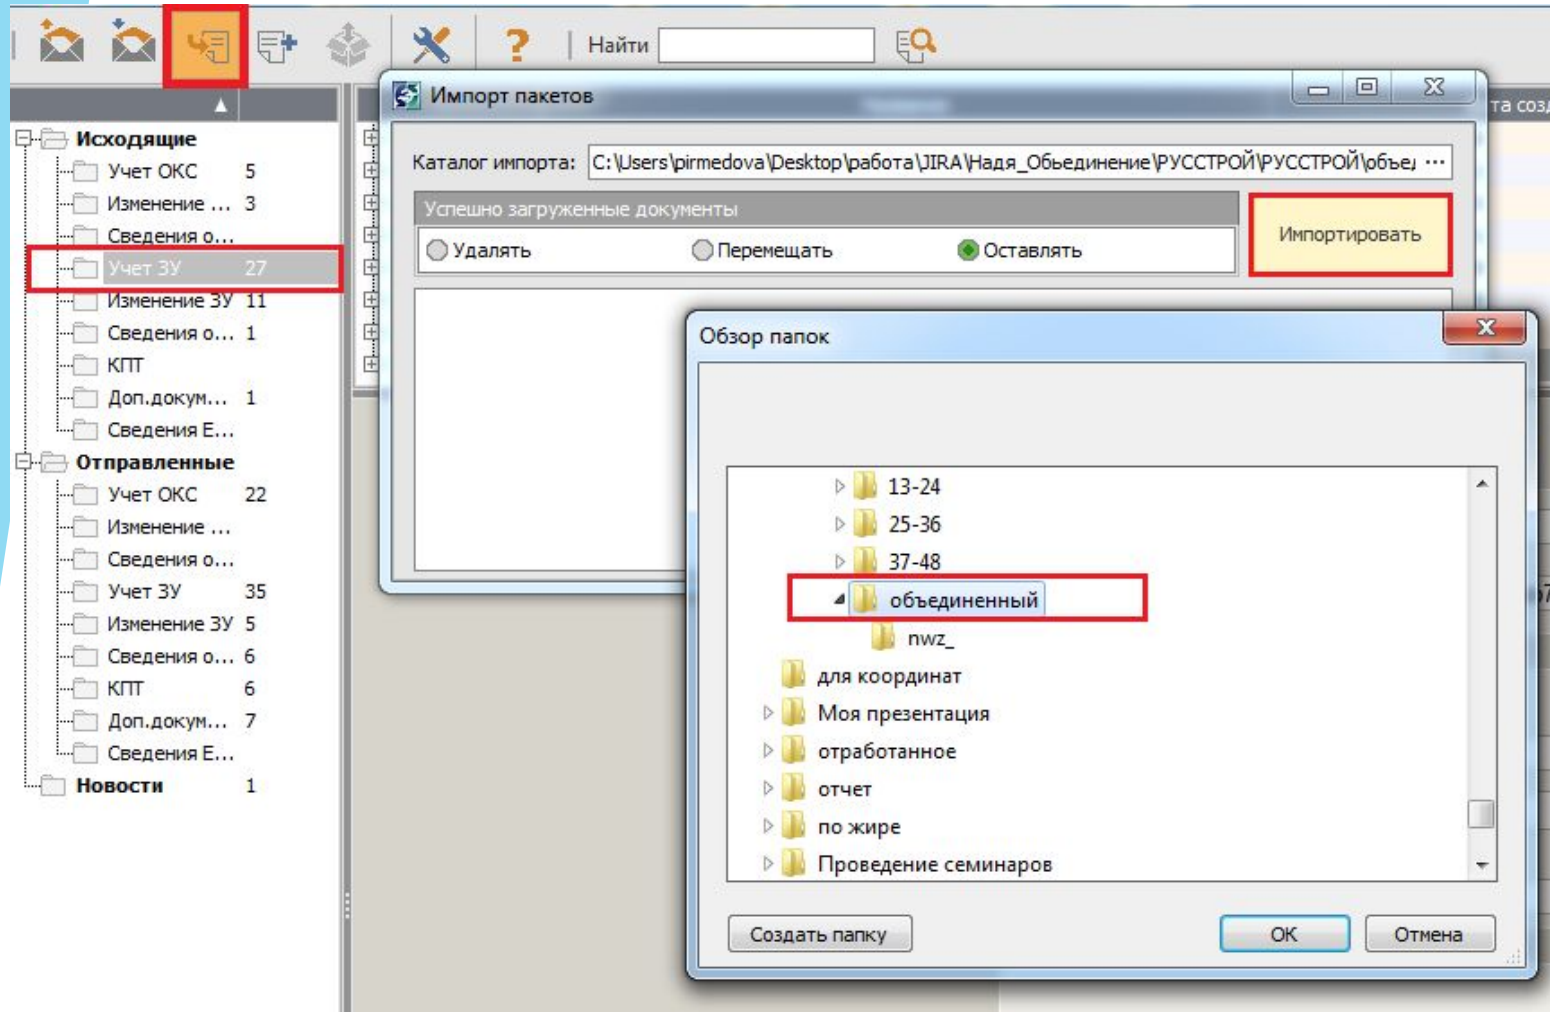 Найти
Исходящие
Учет ОКС 5
Изменение ... 3
Сведения о...
Учет ЗУ 27
Изменение ЗУ 11
Сведения о... 1
КПТ
Доп.докум... 1
Сведения Е...
Отправленные
Учет ОКС 22
Изменение ...
Сведения о...
Учет ЗУ 35
Изменение ЗУ 5
Сведения о... 6
КПТ 6
Доп.докум... 7
Сведения Е...
Новости 1
Импорт пакетов
та созд
Каталог импорта: C:\Users\pirmedova\Desktop\работа\JIRA\Надя_Обьединение\РУССТРОЙ\РУССТРОЙ\объед ...
Успешно загруженные документы
Удалять Перемещать Оставлять
Импортировать
Обзор папок
13-24
25-36
37-48
объединенный
nwz_
для координат
Моя презентация
отработанное
отчет
по жире
Проведение семинаров
Создать папку
ОК
Отмена